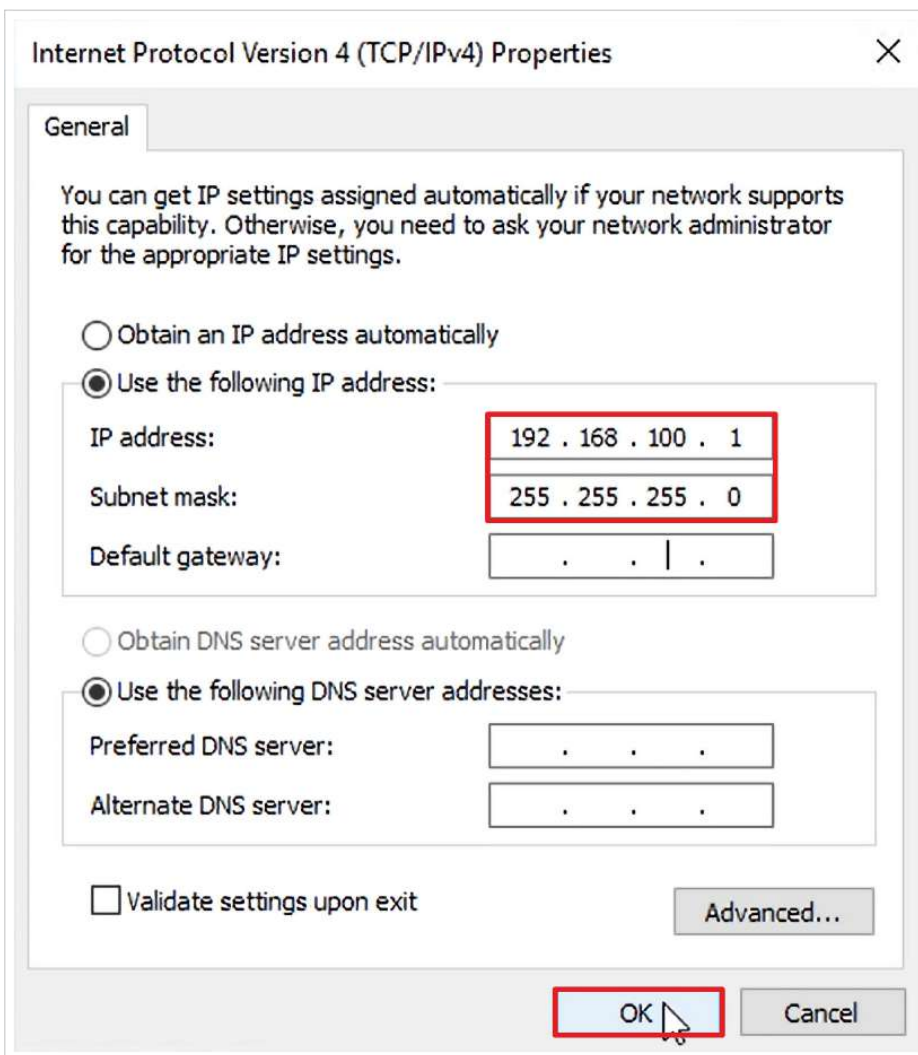 Internet Protocol Version 4 (TCP/IPv4) Properties
General
You can get IP settings assigned automatically if your network supports
this capability. Otherwise, you need to ask your network administrator
for the appropriate IP settings.
Obtain an IP address automatically
Use the following IP address:
IP address: 192 . 168 . 100 . 1
Subnet mask: 255 . 255 . 255 . 0
Default gateway: . . .
Obtain DNS server address automatically
Use the following DNS server addresses:
Preferred DNS server: . . .
Alternate DNS server: . . .
Validate settings upon exit
Advanced...
OK Cancel